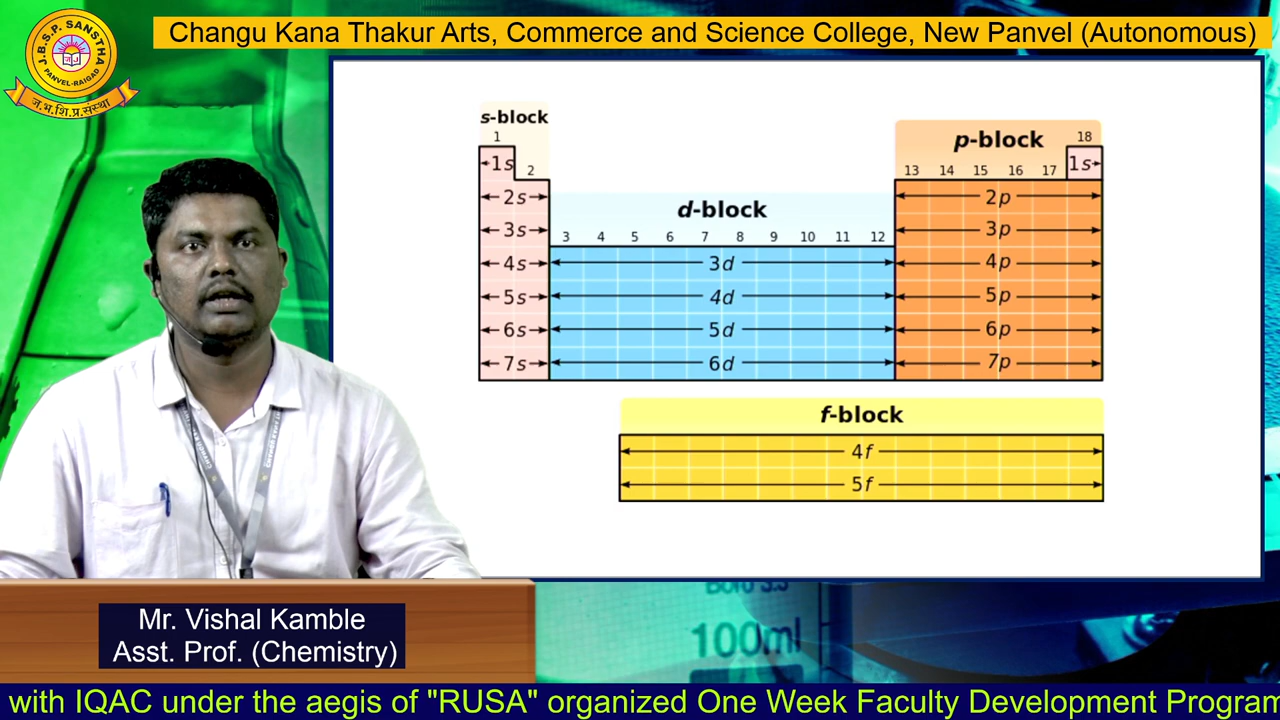 Changu Kana Thakur Arts, Commerce and Science College, New Panvel (Autonomous)
J.B.S.P. SANSTHA
PANVEL-RAIGAD
ज.भ.शि.प्र.संस्था
s-block
1
18
p-block
1s
2
13 14 15 16 17
1s
2s
2p
d-block
3s
3p
3 4 5 6 7 8 9 10 11 12
4s
3d
4p
5s
4d
5p
6s
5d
6p
7s
6d
7p
f-block
4f
5f
100ml
Mr. Vishal Kamble
Asst. Prof. (Chemistry)
with IQAC under the aegis of "RUSA" organized One Week Faculty Development Program